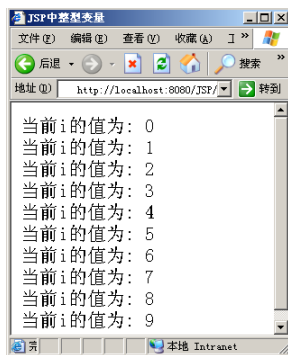 JSP中整型变量
文件(F) 编辑(E) 查看(V) 收藏(A) »
后退 搜索 »
地址(D) http://localhost:8080/JSP/ 转到
当前i的值为: 0
当前i的值为: 1
当前i的值为: 2
当前i的值为: 3
当前i的值为: 4
当前i的值为: 5
当前i的值为: 6
当前i的值为: 7
当前i的值为: 8
当前i的值为: 9
本地 Intranet